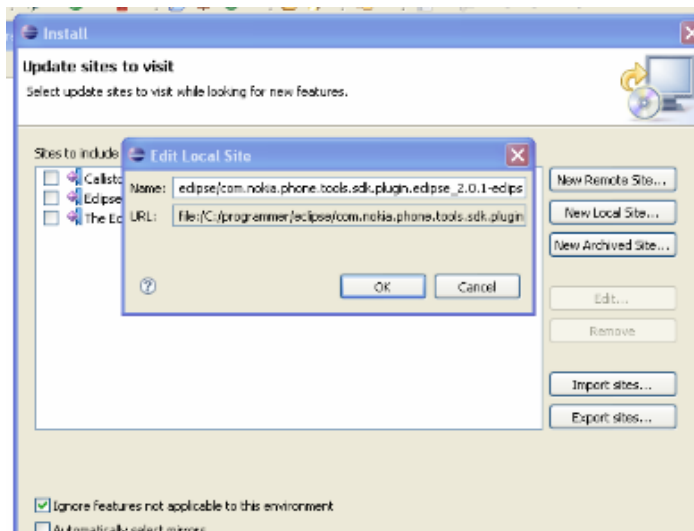 Install
Update sites to visit
Select update sites to visit while looking for new features.
Sites to include
Callisto
Eclipse
The Ec
Edit Local Site
Name: eclipse/com.nokia.phone.tools.sdk.plugin.eclipse_2.0.1-eclips
URL: file:/C:/programmer/eclipse/com.nokia.phone.tools.sdk.plugin
OK Cancel
New Remote Site...
New Local Site...
New Archived Site...
Edit...
Remove
Import sites...
Export sites...
Ignore features not applicable to this environment
Automatically select mirrors